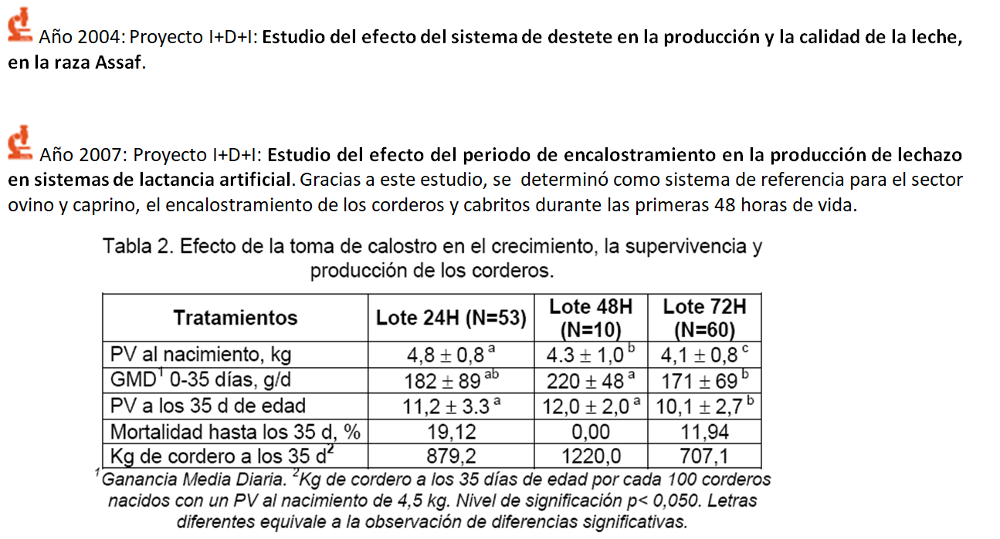 Año 2004: Proyecto I+D+I: Estudio del efecto del sistema de destete en la producción y la calidad de la leche,
en la raza Assaf.
Año 2007: Proyecto I+D+I: Estudio del efecto del periodo de encalostramiento en la producción de lechazo
en sistemas de lactancia artificial. Gracias a este estudio, se determinó como sistema de referencia para el sector
ovino y caprino, el encalostramiento de los corderos y cabritos durante las primeras 48 horas de vida.
Tabla 2. Efecto de la toma de calostro en el crecimiento, la supervivencia y
producción de los corderos.
Tratamientos Lote 24H (N=53) Lote 48H (N=10) Lote 72H (N=60)
PV al nacimiento, kg 4,8 ± 0,8 a 4.3 ± 1,0 b 4,1 ± 0,8 c
GMD1 0-35 días, g/d 182 ± 89 ab 220 ± 48 a 171 ± 69 b
PV a los 35 d de edad 11,2 ± 3.3 a 12,0 ± 2,0 a 10,1 ± 2,7 b
Mortalidad hasta los 35 d, % 19,12 0,00 11,94
Kg de cordero a los 35 d2 879,2 1220,0 707,1
1Ganancia Media Diaria. 2Kg de cordero a los 35 días de edad por cada 100 corderos
nacidos con un PV al nacimiento de 4,5 kg. Nivel de significación p< 0,050. Letras
diferentes equivale a la observación de diferencias significativas.